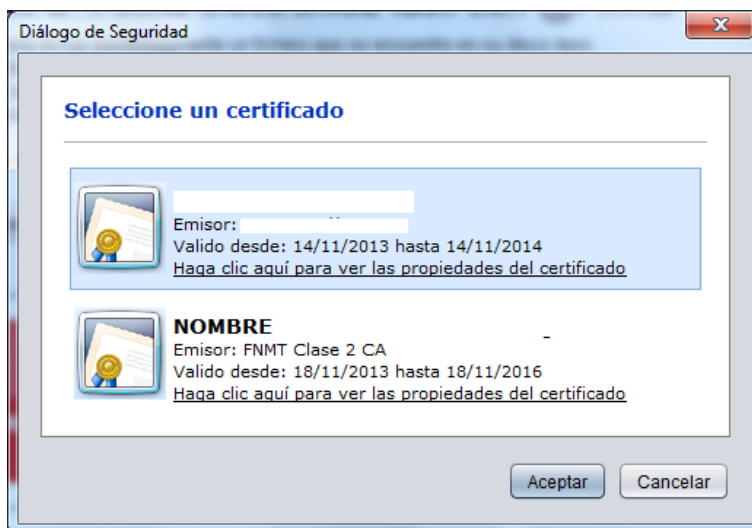 Diálogo de Seguridad
Seleccione un certificado
Emisor:
Valido desde: 14/11/2013 hasta 14/11/2014
Haga clic aquí para ver las propiedades del certificado
NOMBRE
Emisor: FNMT Clase 2 CA
Valido desde: 18/11/2013 hasta 18/11/2016
Haga clic aquí para ver las propiedades del certificado
Aceptar Cancelar